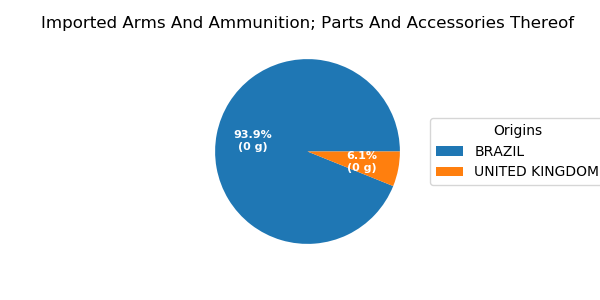 Imported Arms And Ammunition; Parts And Accessories Thereof
93.9%
(0 g)
6.1%
(0 g)
Origins
BRAZIL
UNITED KINGDOM